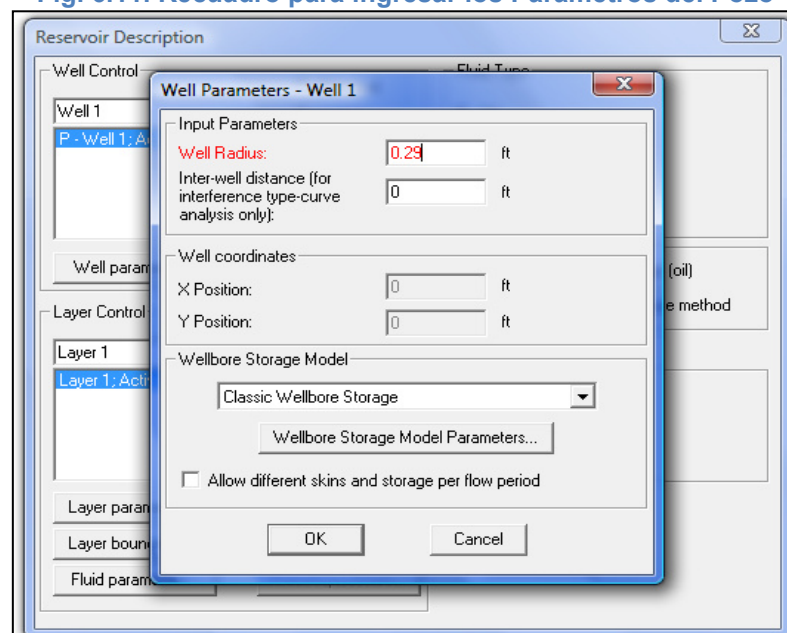 Reservoir Description
Well Control
Well 1
P - Well 1; A
Well param
Layer Control
Layer 1
Layer 1; Acti
Layer param
Layer boun
Fluid param
Fluid Type
(oil)
e method
Well Parameters - Well 1
Input Parameters
Well Radius: 0.29 ft
Inter-well distance (for
interference type-curve
analysis only): 0 ft
Well coordinates
X Position: 0 ft
Y Position: 0 ft
Wellbore Storage Model
Classic Wellbore Storage
Wellbore Storage Model Parameters...
Allow different skins and storage per flow period
OK Cancel